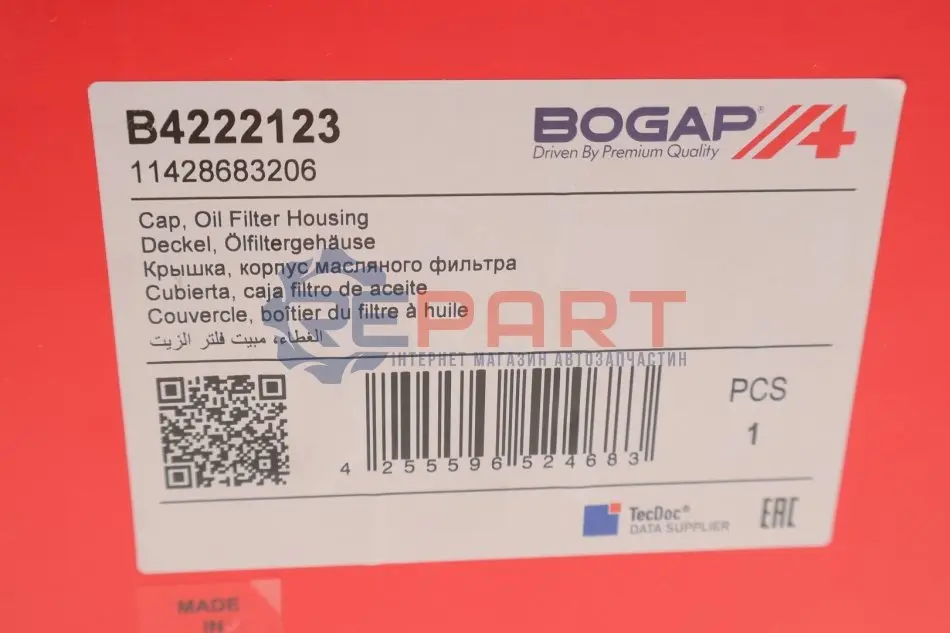 B4222123
11428683206
BOGAP®
Driven By Premium Quality
Cap, Oil Filter Housing
Deckel, Ölfiltergehäuse
Крышка, корпус масляного фильтра
Cubierta, caja filtro de aceite
Couvercle, boîtier du filtre à huile
الغطاء، مبيت فلتر الزيت
REPART
ІНТЕРНЕТ МАГАЗИН АВТОЗАПЧАСТИН
PCS
1
4 255596 524683
TecDoc®
DATA SUPPLIER
EAC
MADE
IN